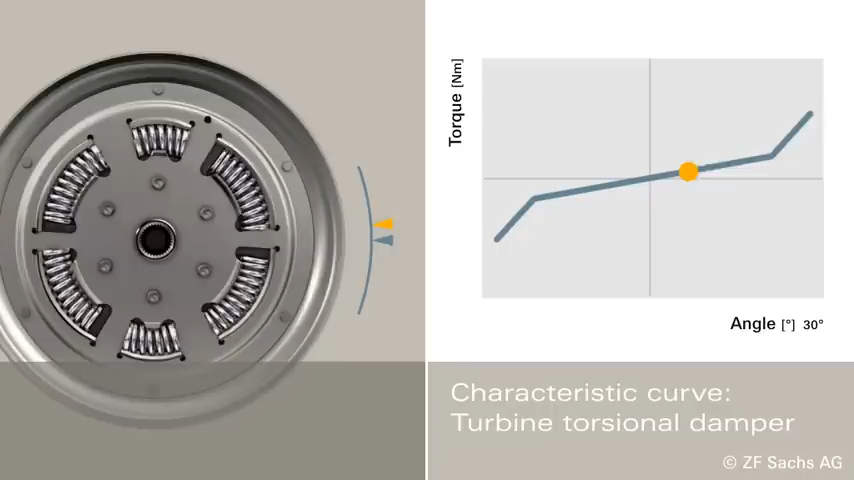 Torque [Nm]
Angle [°] 30°
Characteristic curve:
Turbine torsional damper
© ZF Sachs AG